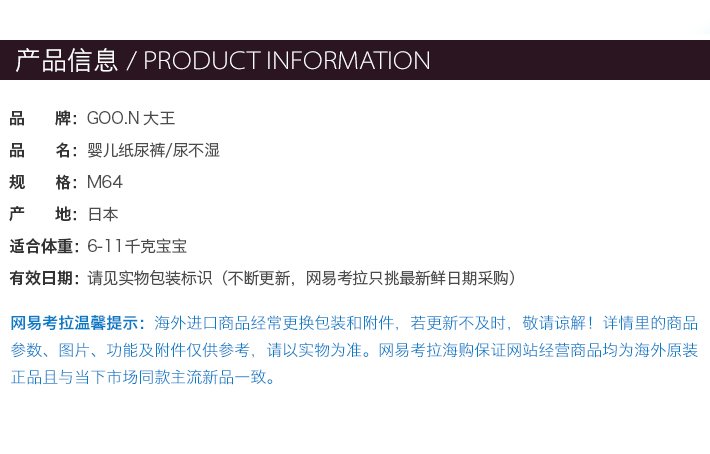 产品信息 / PRODUCT INFORMATION
品　　牌：GOO.N 大王
品　　名：婴儿纸尿裤/尿不湿
规　　格：M64
产　　地：日本
适合体重：6-11千克宝宝
有效日期：请见实物包装标识（不断更新，网易考拉只挑最新鲜日期采购）
网易考拉温馨提示：海外进口商品经常更换包装和附件，若更新不及时，敬请谅解！详情里的商品
参数、图片、功能及附件仅供参考，请以实物为准。网易考拉海购保证网站经营商品均为海外原装
正品且与当下市场同款主流新品一致。